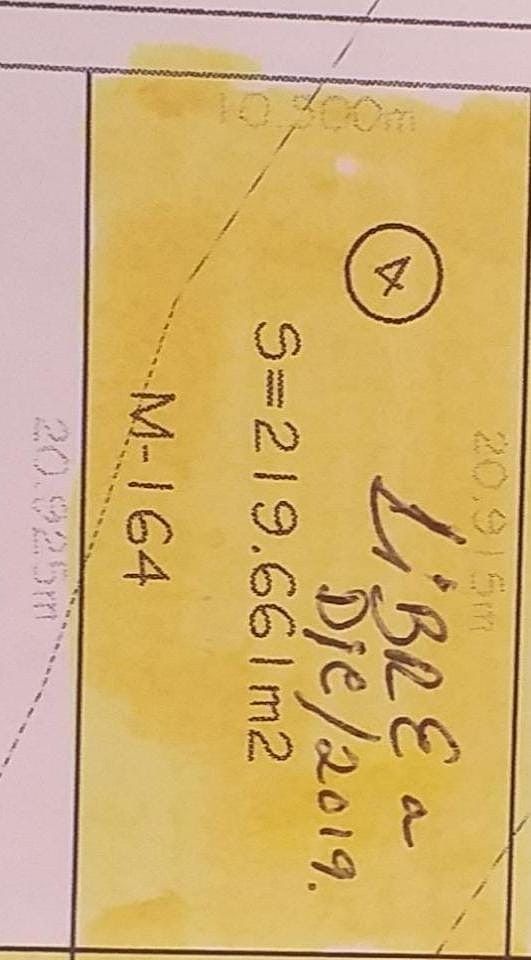 10.500m
4
20.915m
LiBRE a
Dic/2019.
S=219.661m2
M-164
20.925m